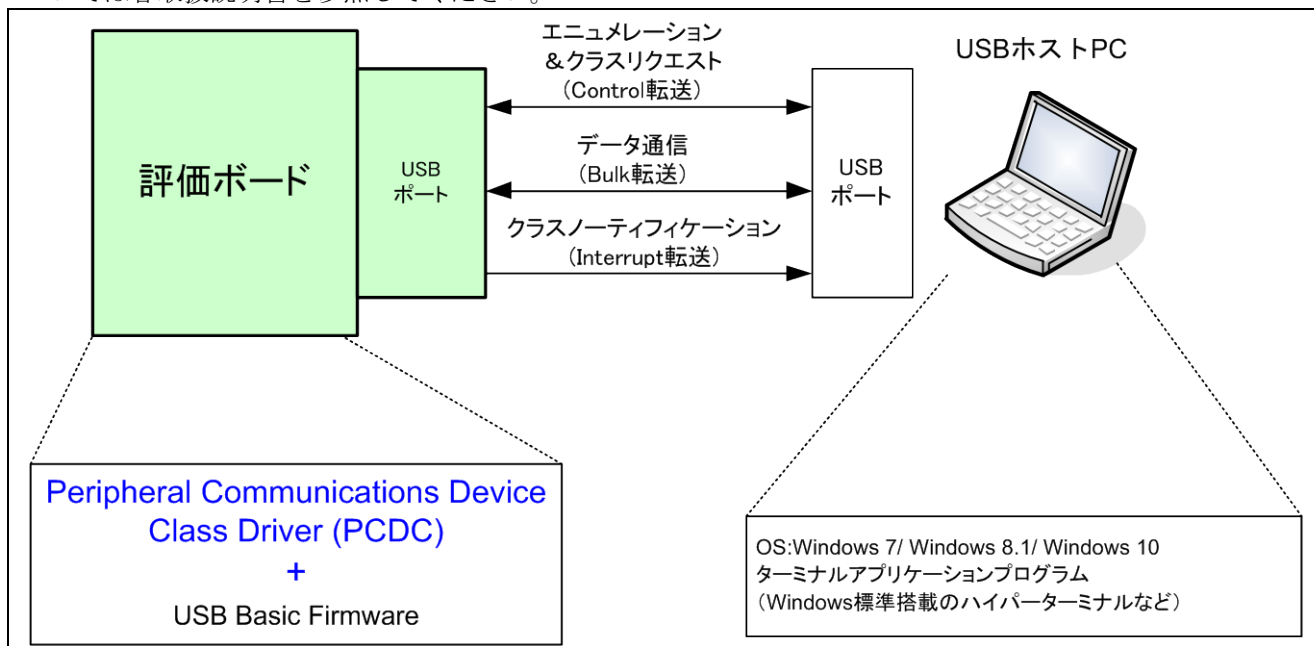 エニュメレーション
&クラスリクエスト
(Control転送)
USBホストPC
評価ボード
USB
ポート
データ通信
(Bulk転送)
USB
ポート
クラスノーティフィケーション
(Interrupt転送)
Peripheral Communications Device
Class Driver (PCDC)
+
USB Basic Firmware
OS:Windows 7/ Windows 8.1/ Windows 10
ターミナルアプリケーションプログラム
(Windows標準搭載のハイパーターミナルなど)